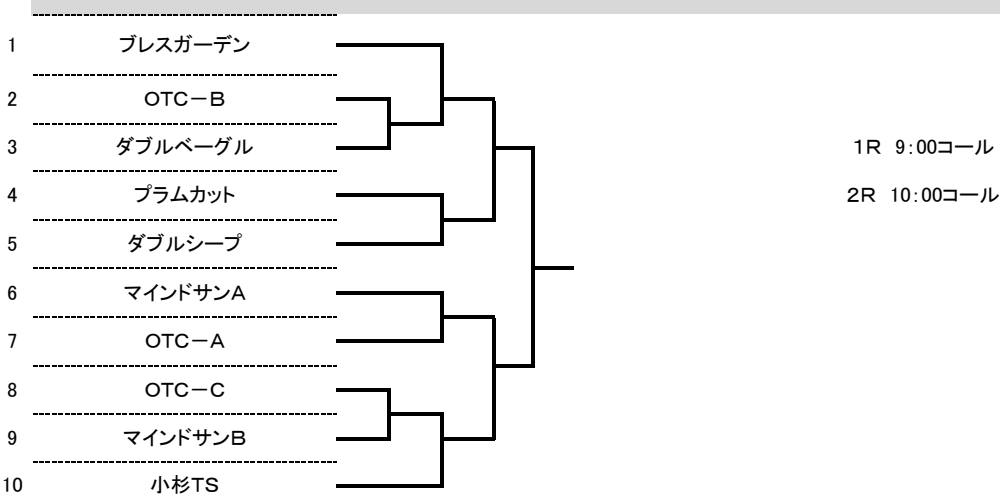 1 ブレスガーデン
2 OTC－B
3 ダブルベーグル 1R 9:00コール
4 プラムカット 2R 10:00コール
5 ダブルシープ
6 マインドサンA
7 OTC－A
8 OTC－C
9 マインドサンB
10 小杉TS